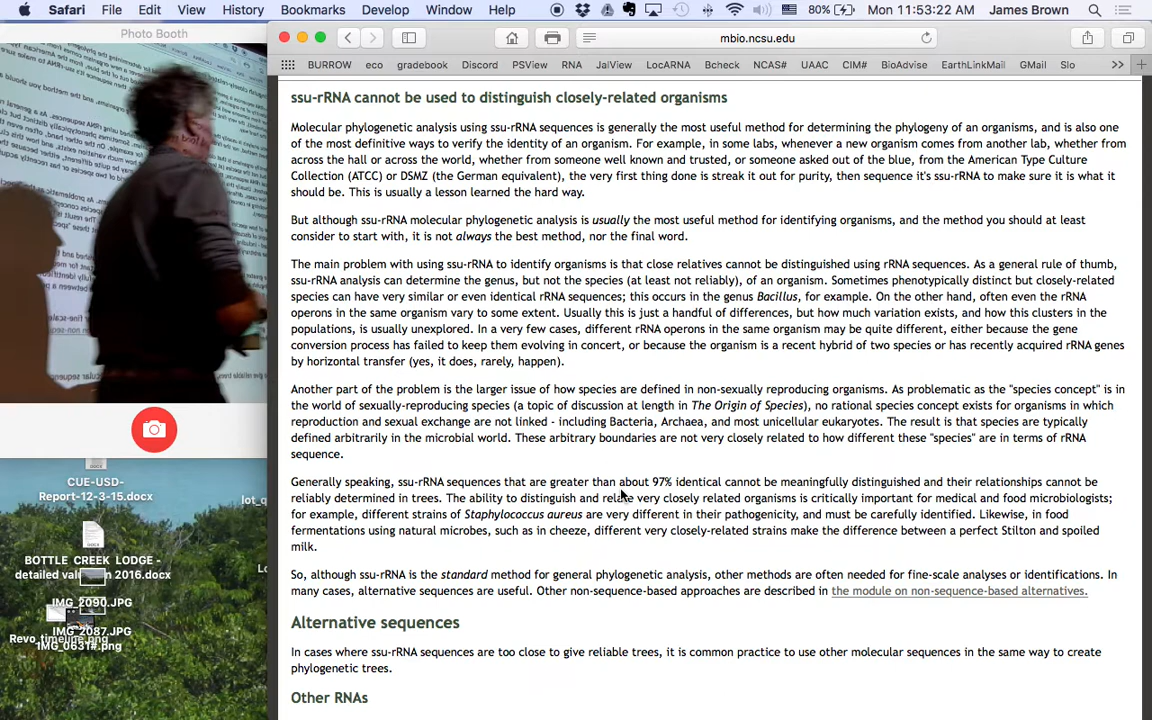 Safari File Edit View History Bookmarks Develop Window Help 80% Mon 11:53:22 AM James Brown
Photo Booth
mbio.ncsu.edu
BURROW eco gradebook Discord PSView RNA JalView LocARNA Bcheck NCAS# UAAC CIM# BioAdvise EarthLinkMail GMail Slo >> +
ssu-rRNA cannot be used to distinguish closely-related organisms
Molecular phylogenetic analysis using ssu-rRNA sequences is generally the most useful method for determining the phylogeny of an organisms, and is also one
of the most definitive ways to verify the identity of an organism. For example, in some labs, whenever a new organism comes from another lab, whether from
across the hall or across the world, whether from someone well known and trusted, or someone asked out of the blue, from the American Type Culture
Collection (ATCC) or DSMZ (the German equivalent), the very first thing done is streak it out for purity, then sequence it's ssu-rRNA to make sure it is what it
should be. This is usually a lesson learned the hard way.
But although ssu-rRNA molecular phylogenetic analysis is usually the most useful method for identifying organisms, and the method you should at least
consider to start with, it is not always the best method, nor the final word.
The main problem with using ssu-rRNA to identify organisms is that close relatives cannot be distinguished using rRNA sequences. As a general rule of thumb,
ssu-rRNA analysis can determine the genus, but not the species (at least not reliably), of an organism. Sometimes phenotypically distinct but closely-related
species can have very similar or even identical rRNA sequences; this occurs in the genus Bacillus, for example. On the other hand, often even the rRNA
operons in the same organism vary to some extent. Usually this is just a handful of differences, but how much variation exists, and how this clusters in the
populations, is usually unexplored. In a very few cases, different rRNA operons in the same organism may be quite different, either because the gene
conversion process has failed to keep them evolving in concert, or because the organism is a recent hybrid of two species or has recently acquired rRNA genes
by horizontal transfer (yes, it does, rarely, happen).
Another part of the problem is the larger issue of how species are defined in non-sexually reproducing organisms. As problematic as the "species concept" is in
the world of sexually-reproducing species (a topic of discussion at length in The Origin of Species), no rational species concept exists for organisms in which
reproduction and sexual exchange are not linked - including Bacteria, Archaea, and most unicellular eukaryotes. The result is that species are typically
defined arbitrarily in the microbial world. These arbitrary boundaries are not very closely related to how different these "species" are in terms of rRNA
sequence.
Generally speaking, ssu-rRNA sequences that are greater than about 97% identical cannot be meaningfully distinguished and their relationships cannot be
reliably determined in trees. The ability to distinguish and relate very closely related organisms is critically important for medical and food microbiologists;
for example, different strains of Staphylococcus aureus are very different in their pathogenicity, and must be carefully identified. Likewise, in food
fermentations using natural microbes, such as in cheeze, different very closely-related strains make the difference between a perfect Stilton and spoiled
milk.
So, although ssu-rRNA is the standard method for general phylogenetic analysis, other methods are often needed for fine-scale analyses or identifications. In
many cases, alternative sequences are useful. Other non-sequence-based approaches are described in the module on non-sequence-based alternatives.
Alternative sequences
In cases where ssu-rRNA sequences are too close to give reliable trees, it is common practice to use other molecular sequences in the same way to create
phylogenetic trees.
Other RNAs
CUE-USD-
Report-12-3-15.docx
BOTTLE CREEK LODGE -
2016.docx
IMG_2090.JPG
IMG_2087.JPG